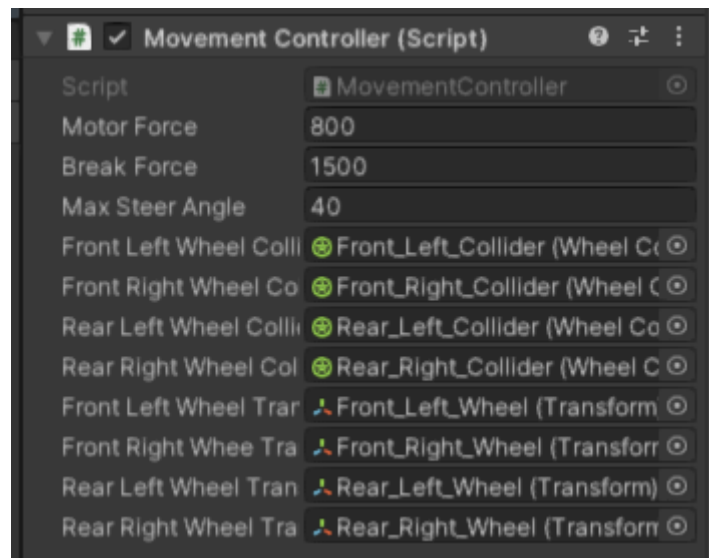 Movement Controller (Script)
Script MovementController
Motor Force 800
Break Force 1500
Max Steer Angle 40
Front Left Wheel Colli Front_Left_Collider (Wheel Co
Front Right Wheel Co Front_Right_Collider (Wheel C
Rear Left Wheel Colli Rear_Left_Collider (Wheel Co
Rear Right Wheel Col Rear_Right_Collider (Wheel C
Front Left Wheel Tran Front_Left_Wheel (Transform
Front Right Whee Tra Front_Right_Wheel (Transforr
Rear Left Wheel Tran Rear_Left_Wheel (Transform)
Rear Right Wheel Tra Rear_Right_Wheel (Transform